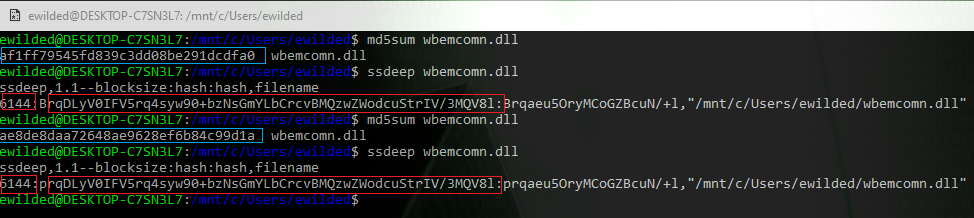 ewilded@DESKTOP-C7SN3L7: /mnt/c/Users/ewilded
ewilded@DESKTOP-C7SN3L7:/mnt/c/Users/ewilded$ md5sum wbemcomn.dll
af1ff79545fd839c3dd08be291dcdfa0 wbemcomn.dll
ewilded@DESKTOP-C7SN3L7:/mnt/c/Users/ewilded$ ssdeep wbemcomn.dll
ssdeep,1.1--blocksize:hash:hash,filename
6144:BrqDLyV0IFV5rq4syw90+bzNsGmYLbCrcvBMQzwZWodcuStrIV/3MQV8l:Brqaeu5OryMCoGZBcuN/+l,"/mnt/c/Users/ewilded/wbemcomn.dll"
ewilded@DESKTOP-C7SN3L7:/mnt/c/Users/ewilded$ md5sum wbemcomn.dll
ae8de8daa72648ae9628ef6b84c99d1a wbemcomn.dll
ewilded@DESKTOP-C7SN3L7:/mnt/c/Users/ewilded$ ssdeep wbemcomn.dll
ssdeep,1.1--blocksize:hash:hash,filename
6144:prqDLyV0IFV5rq4syw90+bzNsGmYLbCrcvBMQzwZWodcuStrIV/3MQV8l:prqaeu5OryMCoGZBcuN/+l,"/mnt/c/Users/ewilded/wbemcomn.dll"
ewilded@DESKTOP-C7SN3L7:/mnt/c/Users/ewilded$